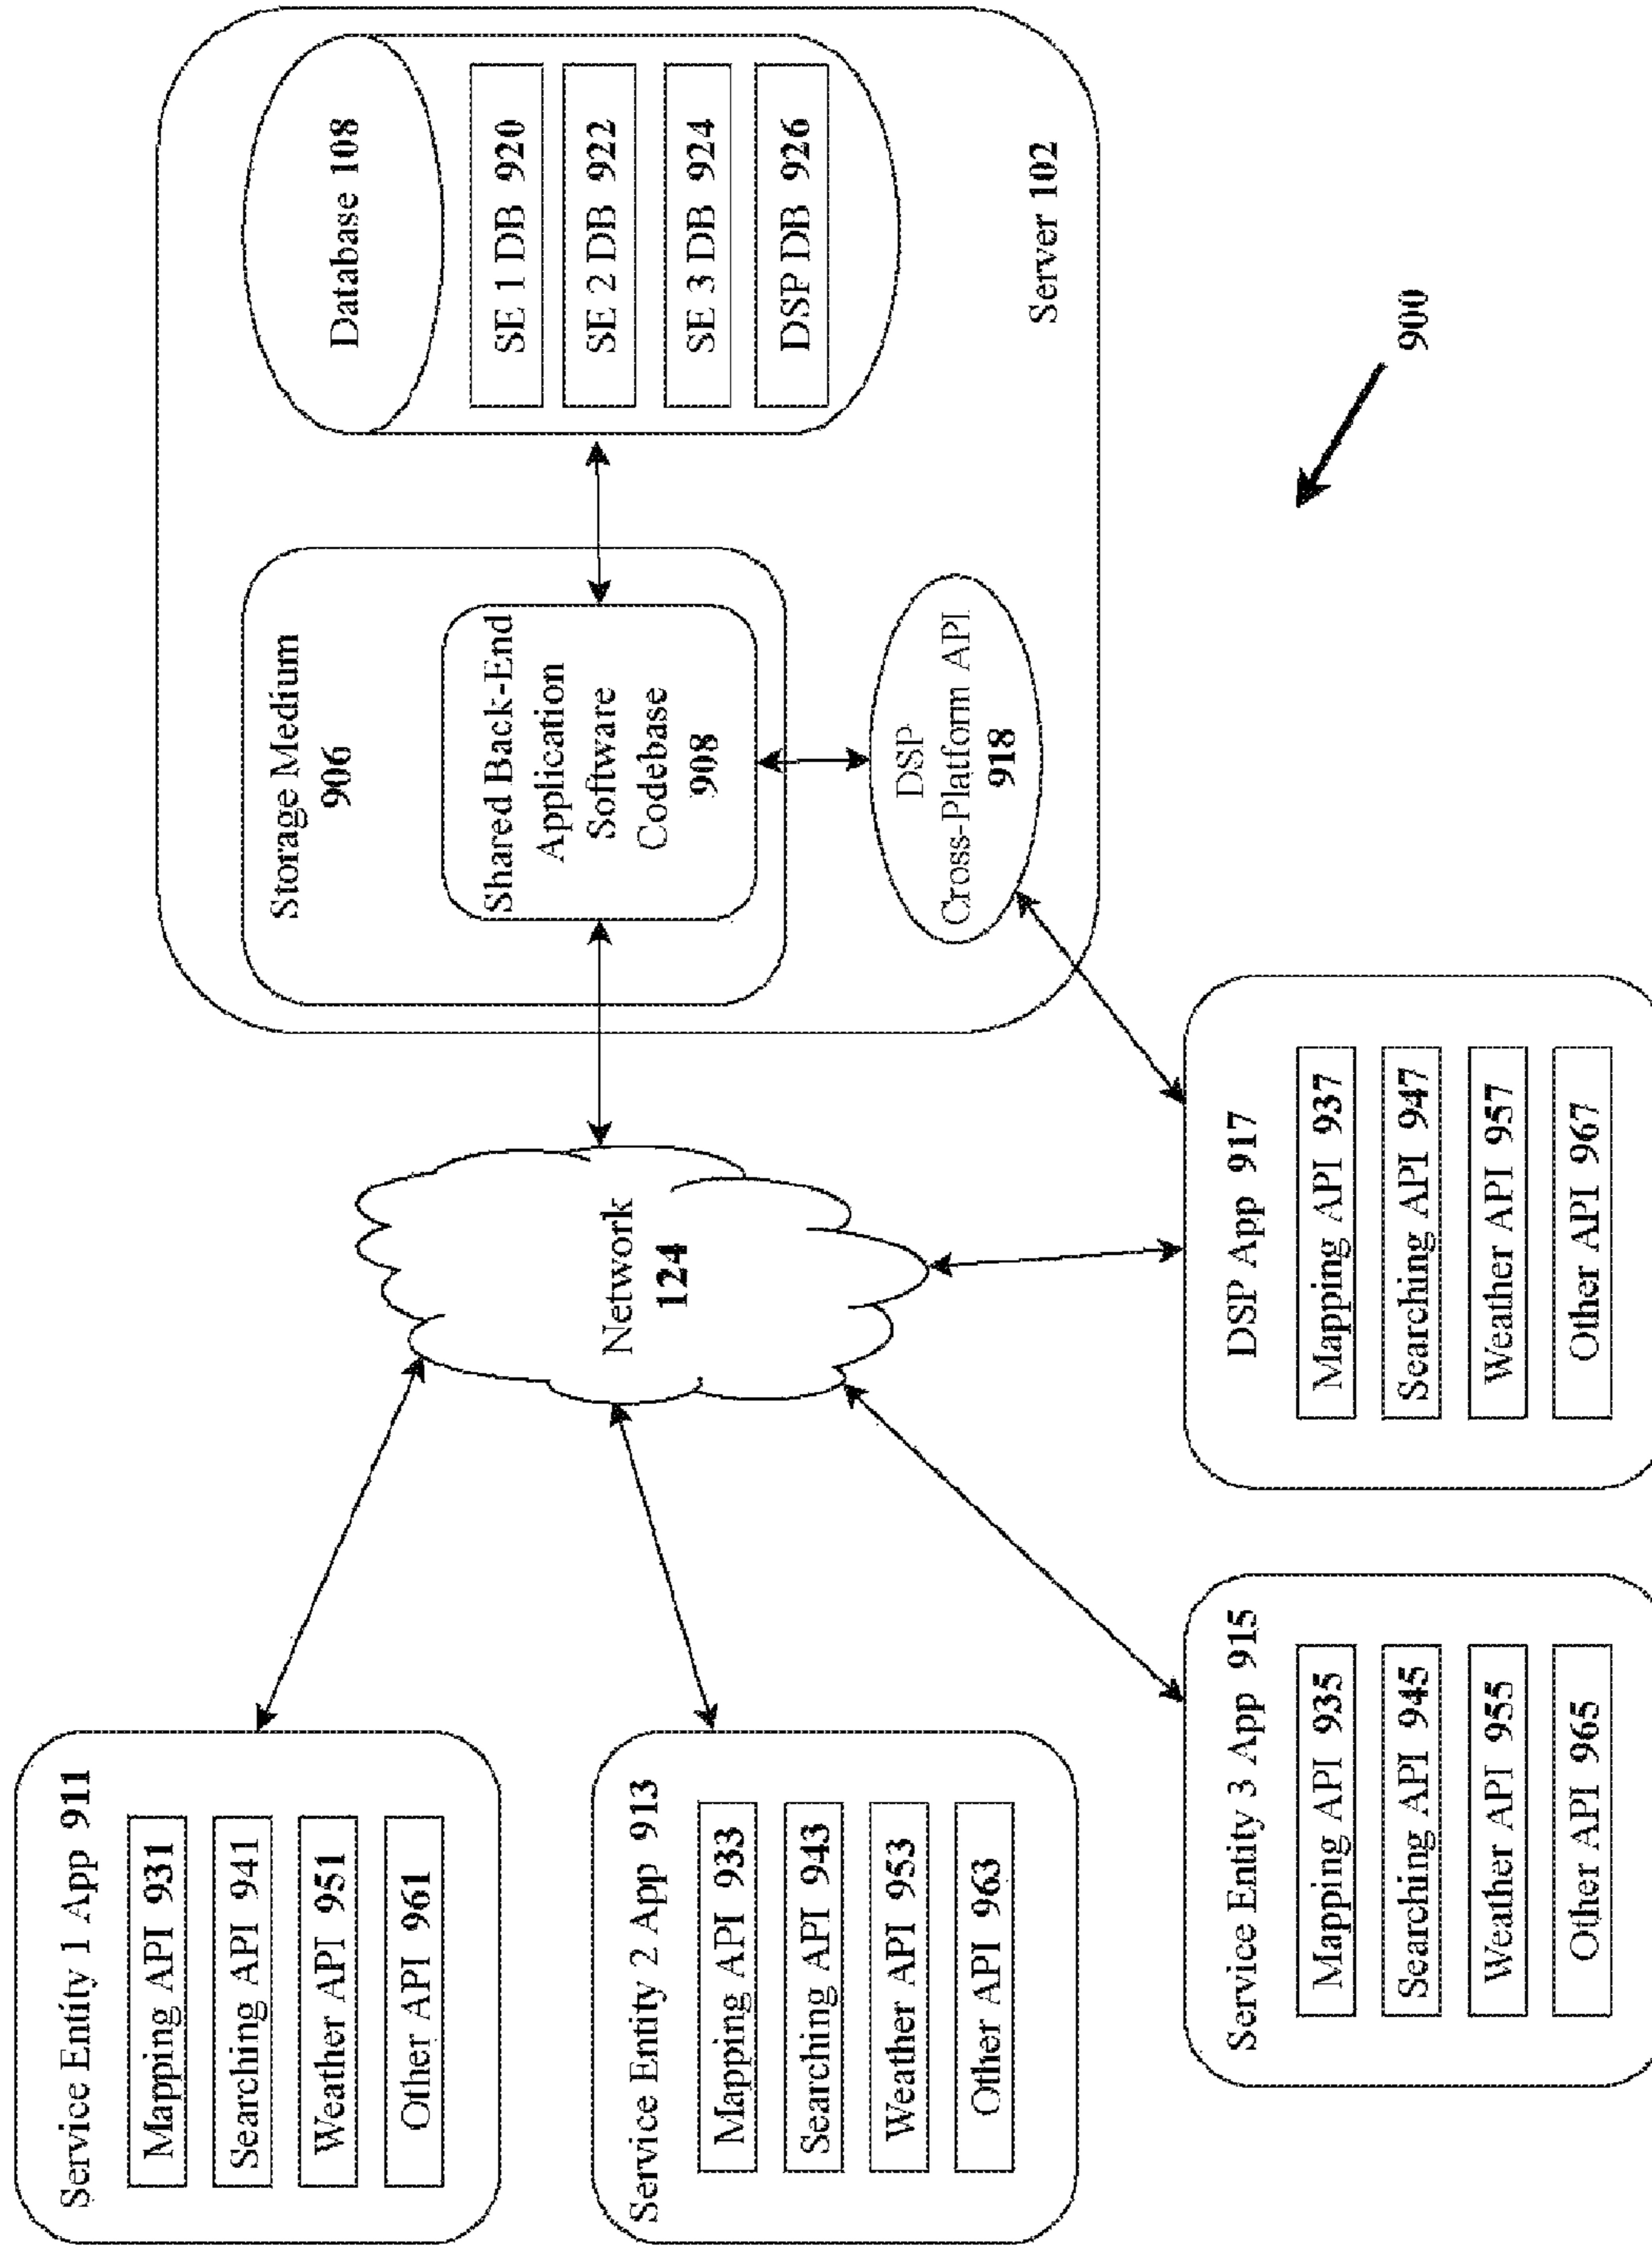 Service Entity 1 App 911
Mapping API 931
Searching API 941
Weather API 951
Other API 961
Service Entity 2 App 913
Mapping API 933
Searching API 943
Weather API 953
Other API 963
Service Entity 3 App 915
Mapping API 935
Searching API 945
Weather API 955
Other API 965
DSP App 917
Mapping API 937
Searching API 947
Weather API 957
Other API 967
Network
124
Storage Medium
906
Shared Back-End
Application
Software
Codebase
908
DSP
Cross-Platform API
918
Database 108
SE 1 DB 920
SE 2 DB 922
SE 3 DB 924
DSP DB 926
Server 102
900